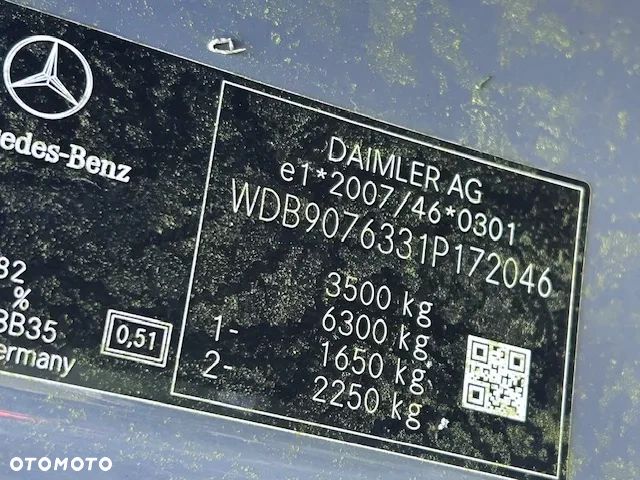 edes-Benz
82
%
BB35
ermany
0,51
DAIMLER AG
e1*2007/46*0301
WDB9076331P172046
3500 kg
6300 kg
1- 1650 kg
2- 2250 kg
OTOMOTO